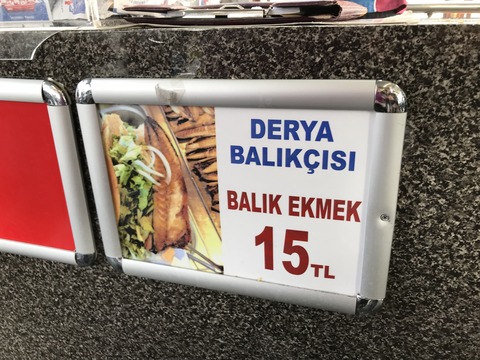 DERYA
BALIKÇISI
BALIK EKMEK
15TL